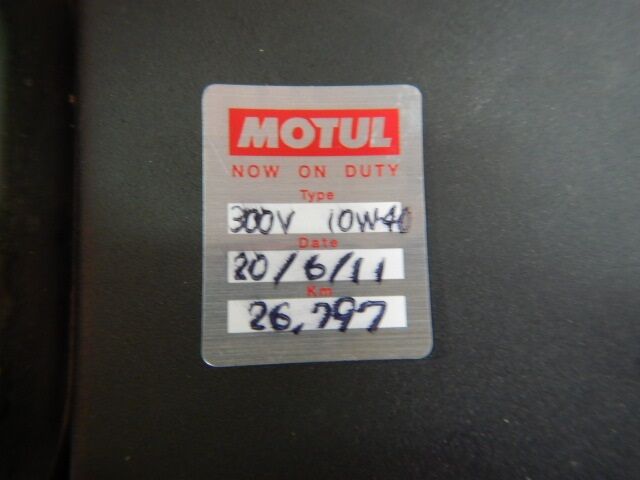 MOTUL
NOW ON DUTY
Type
300V 10W40
Date
20/6/11
Km
26,797